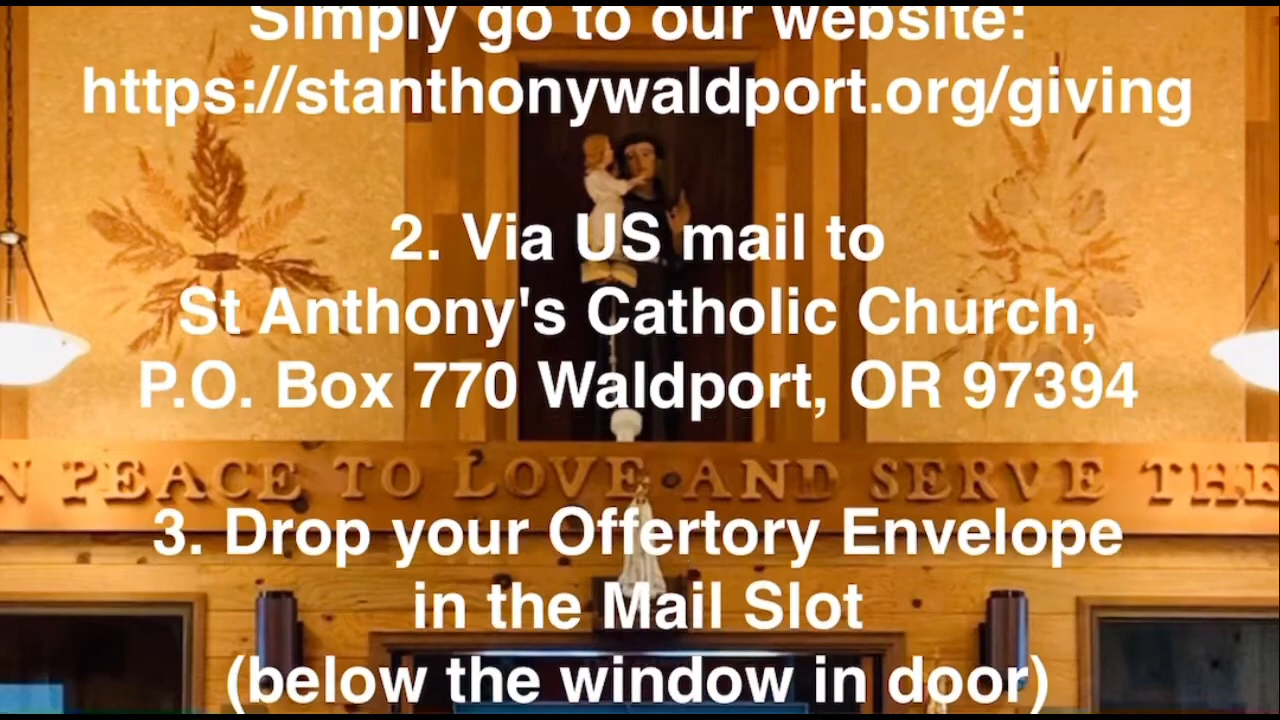 Simply go to our website:
https://stanthonywaldport.org/giving
2. Via US mail to
St Anthony's Catholic Church,
P.O. Box 770 Waldport, OR 97394
N PEACE TO LOVE AND SERVE THE
3. Drop your Offertory Envelope
in the Mail Slot
(below the window in door)